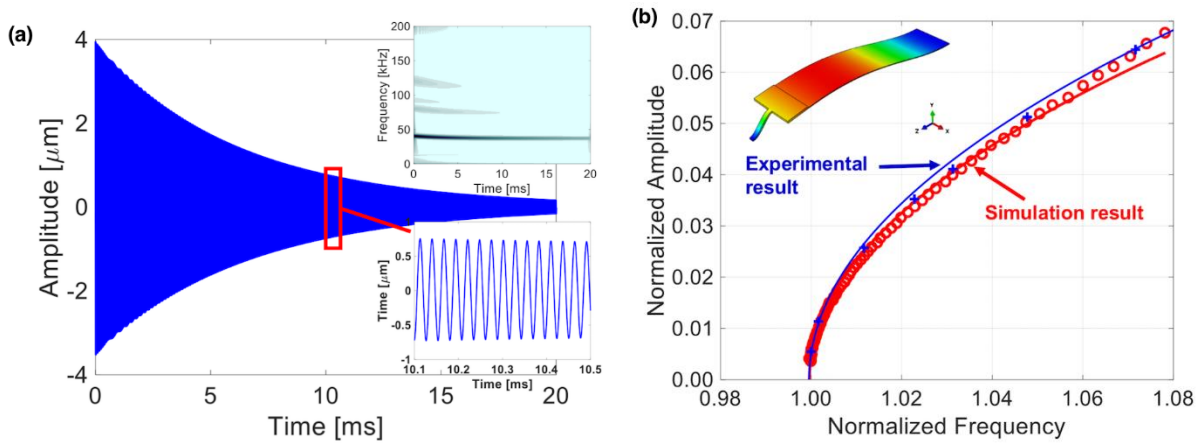 (a)
Amplitude [μm]
4
2
0
-2
-4
0
5
10
15
20
Time [ms]
Frequency [kHz]
200
150
100
50
0
0
5
10
15
20
Time [ms]
Time [μm]
1
0.5
0
-0.5
-1
10.1
10.2
10.3
10.4
10.5
Time [ms]
(b)
Normalized Amplitude
0.07
0.06
0.05
0.04
0.03
0.02
0.01
0.00
0.98
1.00
1.02
1.04
1.06
1.08
Normalized Frequency
Y
Z
X
Experimental
result
Simulation result